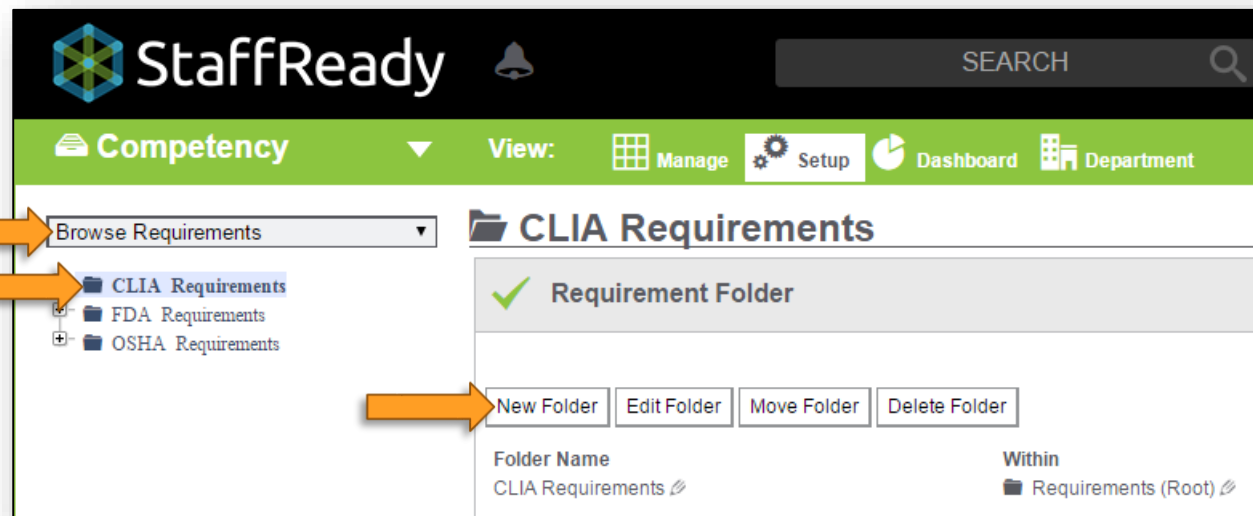 StaffReady
SEARCH
Competency
View:
Manage
Setup
Dashboard
Department
Browse Requirements
CLIA Requirements
FDA Requirements
OSHA Requirements
CLIA Requirements
Requirement Folder
New Folder
Edit Folder
Move Folder
Delete Folder
Folder Name
Within
CLIA Requirements
Requirements (Root)